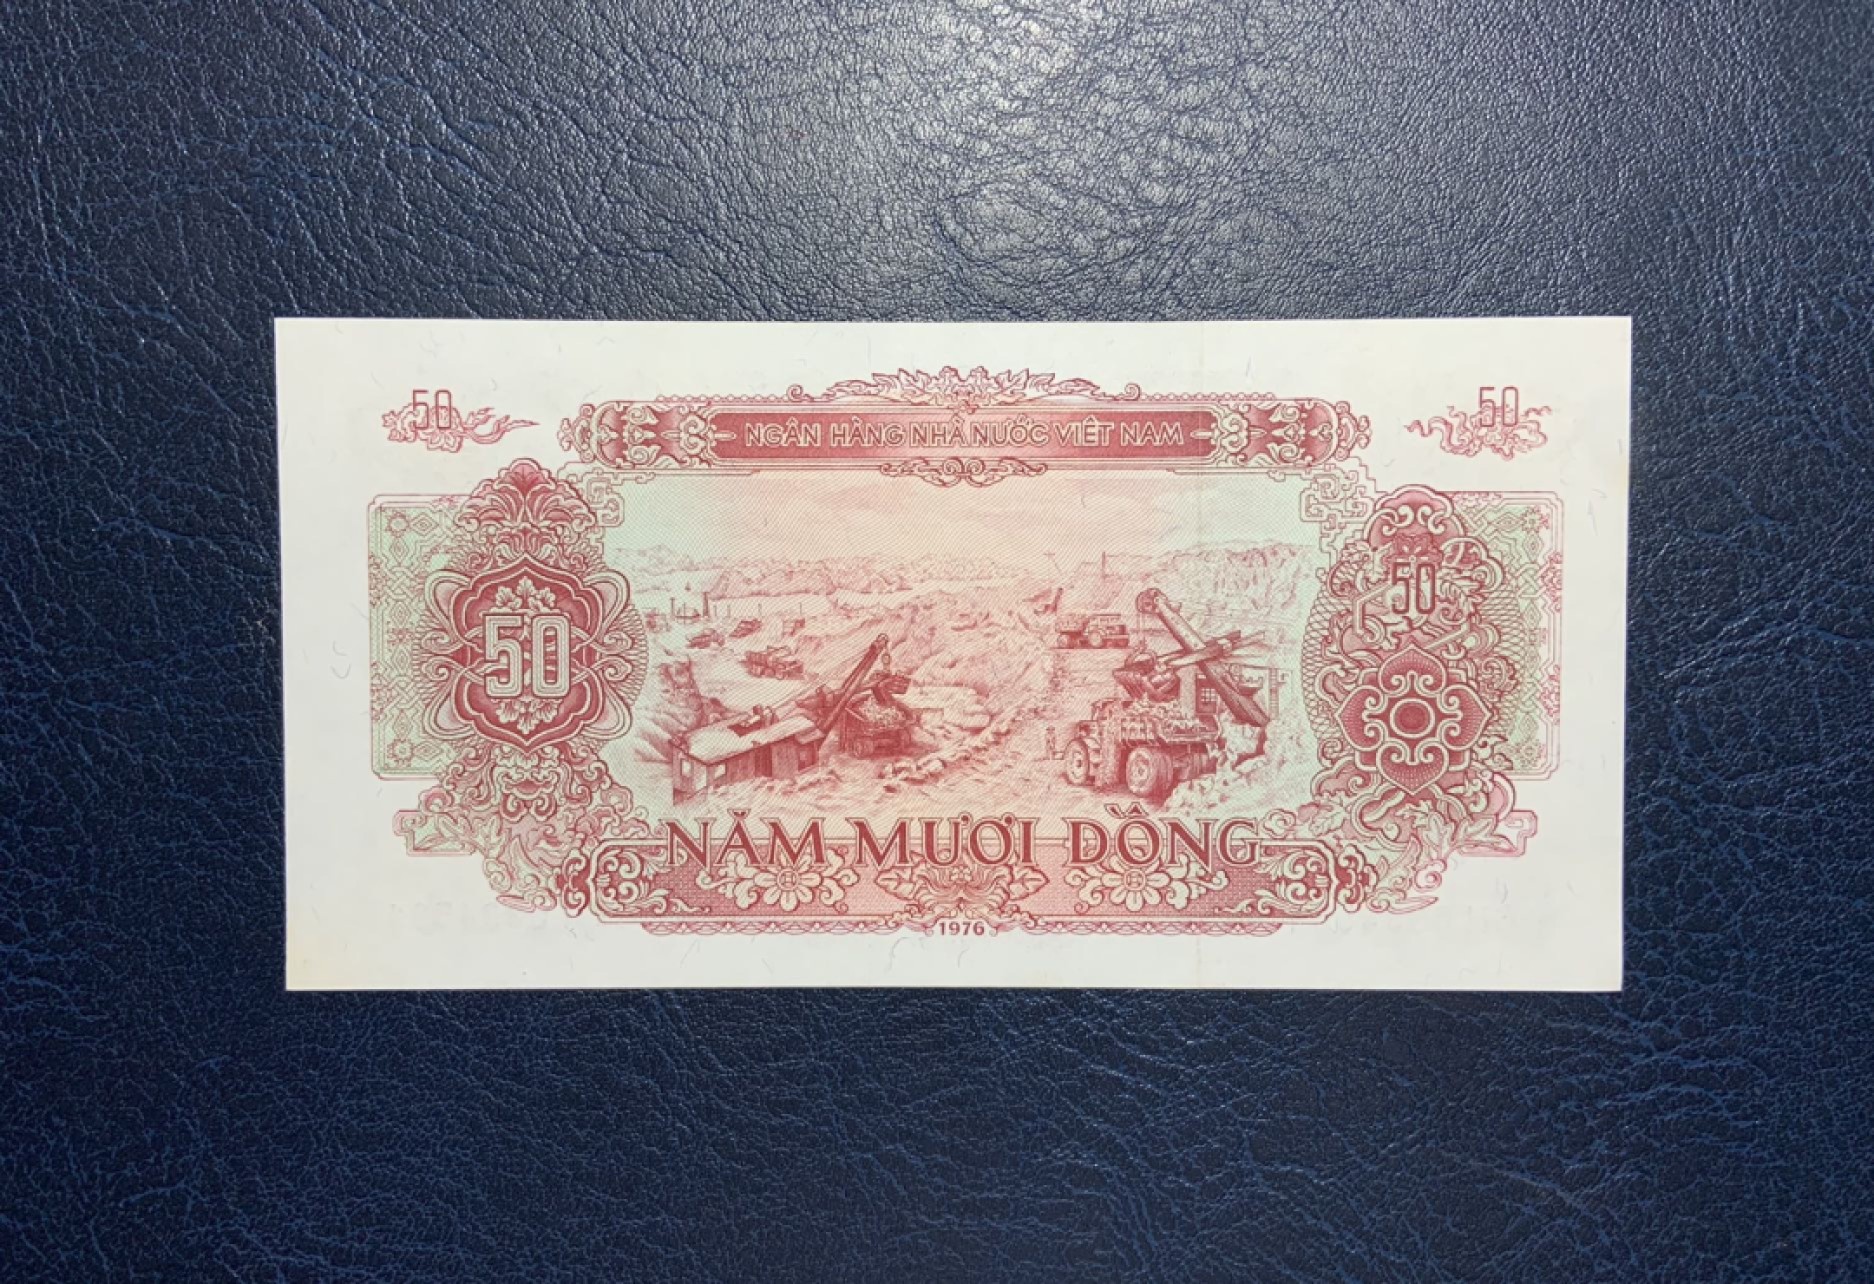 50
50
NGÂN HÀNG NHÀ NƯỚC VIỆT NAM
50
50
NĂM MƯƠI ĐỒNG
1976